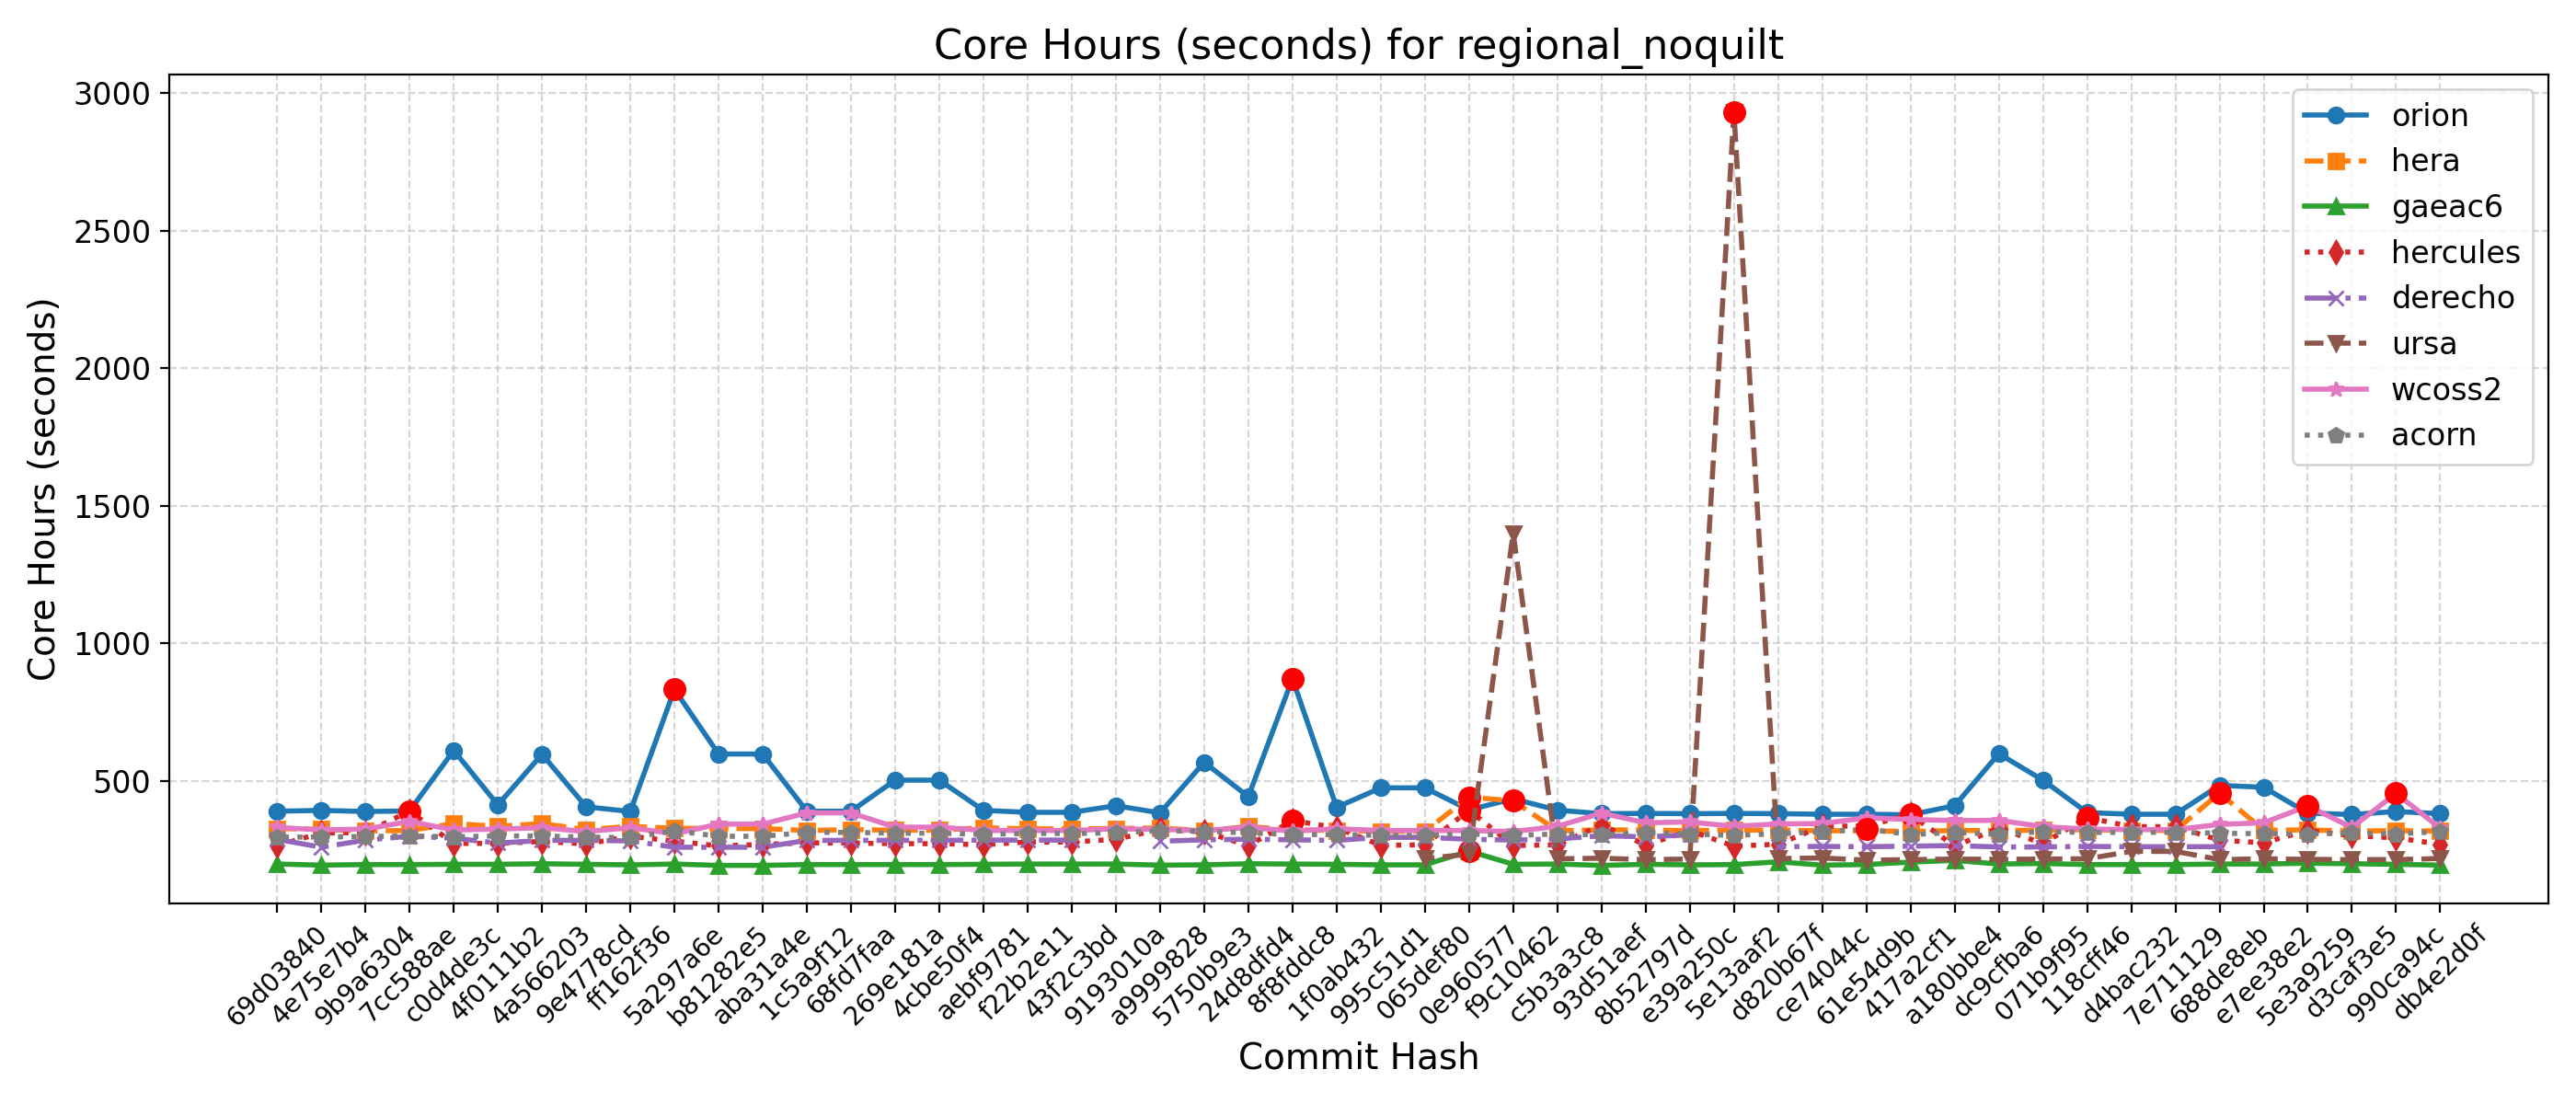 Core Hours (seconds) for regional_noquilt
Core Hours (seconds)
3000
2500
2000
1500
1000
500
orion
hera
gaeac6
hercules
derecho
ursa
wcoss2
acorn
69d03840
4e75e7b4
9b9a6304
7cc588ae
c0d4de3c
4f0111b2
4a566203
9e4778cd
ff162f36
5a297a6e
b81282e5
aba31a4e
1c5a9f12
68fd7faa
269e181a
4cbe50f4
aebf9781
f22b2e11
43f2c3bd
9193010a
a9999828
5750b9e3
24d8dfd4
8f8fddc8
1f0ab432
995c51d1
065def80
0e960577
f9c10462
c5b3a3c8
93d51aef
8b52797d
e39a250c
5e13aaf2
d820b67f
ce74044c
61e54d9b
417a2cf1
a180bbe4
dc9cfba6
071b9f95
118cff46
d4bac232
7e711129
688de8eb
e7ee38e2
5e3a9259
d3caf3e5
990ca94c
db4e2d0f
Commit Hash